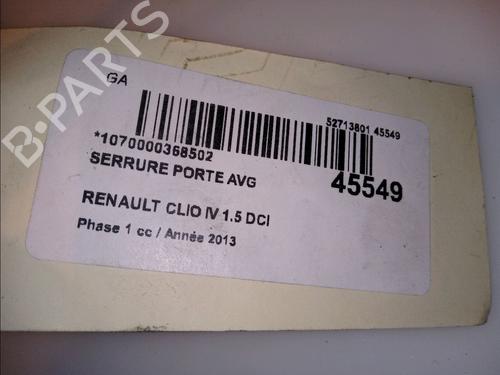 GA
52713801 45549
*1070000368502
SERRURE PORTE AVG
45549
RENAULT CLIO IV 1.5 DCI
Phase 1 cc / Année 2013
B-PARTS